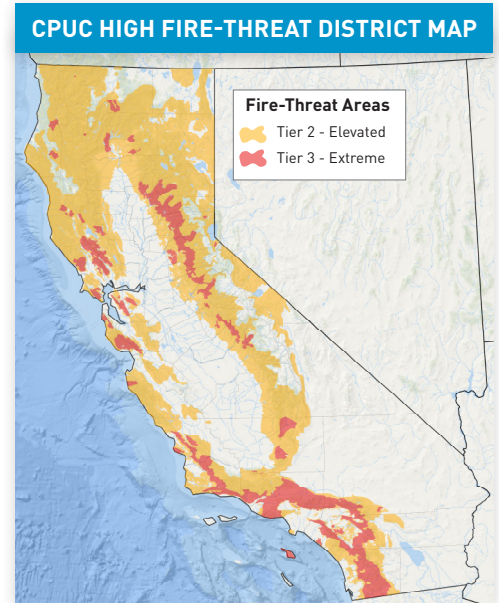 CPUC HIGH FIRE-THREAT DISTRICT MAP
Fire-Threat Areas
Tier 2 - Elevated
Tier 3 - Extreme